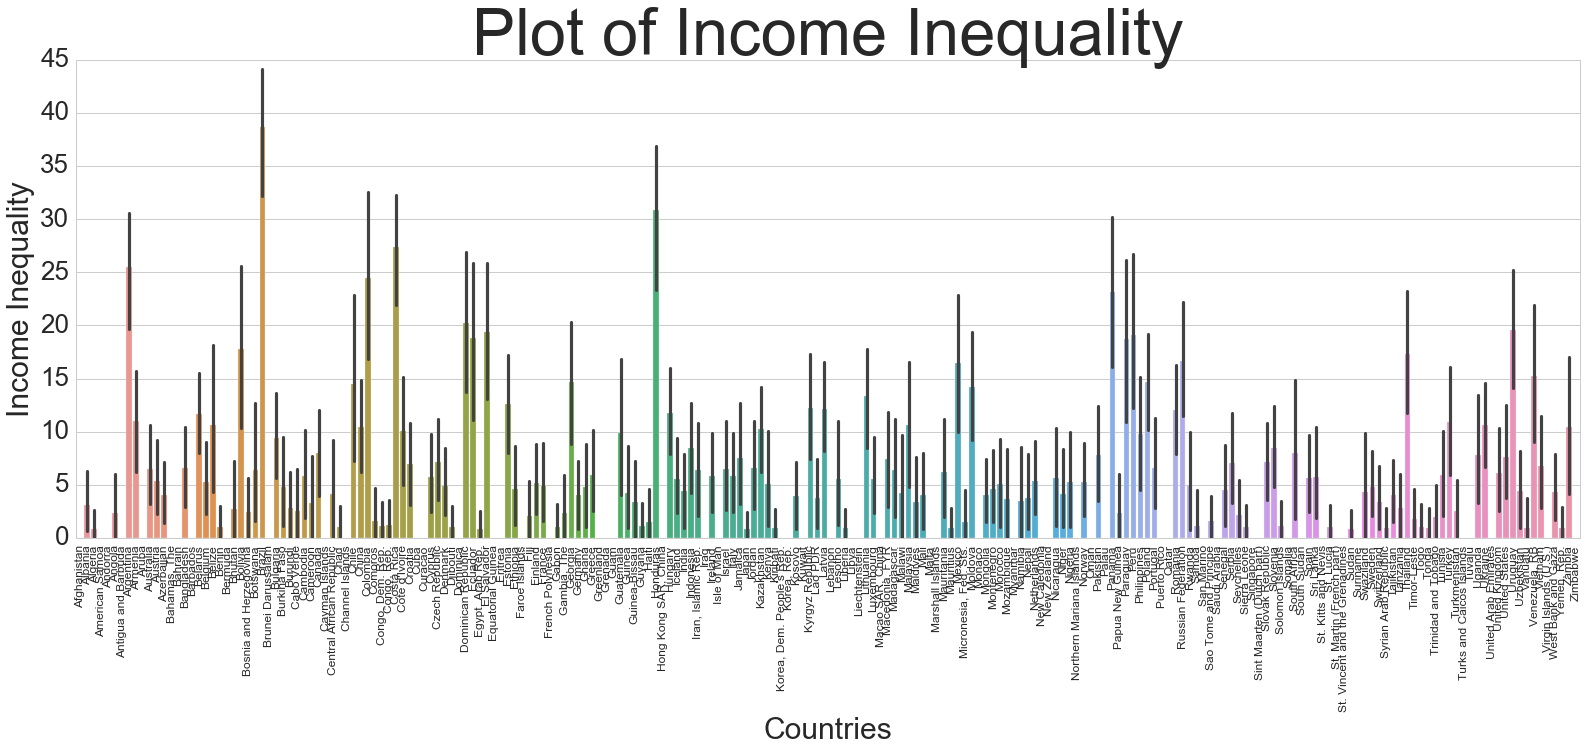 Plot of Income Inequality
Income Inequality
45
40
35
30
25
20
15
10
5
0
Afghanistan
Albania
Algeria
American Samoa
Andorra
Angola
Antigua and Barbuda
Argentina
Armenia
Aruba
Australia
Austria
Azerbaijan
Bahamas, The
Bahrain
Bangladesh
Barbados
Belarus
Belgium
Belize
Benin
Bermuda
Bhutan
Bolivia
Bosnia and Herzegovina
Botswana
Brazil
Brunei Darussalam
Bulgaria
Burkina Faso
Burundi
Cabo Verde
Cambodia
Cameroon
Canada
Cayman Islands
Central African Republic
Chad
Channel Islands
Chile
China
Colombia
Comoros
Congo, Dem. Rep.
Congo, Rep.
Costa Rica
Cote d'Ivoire
Croatia
Cuba
Curacao
Cyprus
Czech Republic
Denmark
Djibouti
Dominica
Dominican Republic
Ecuador
Egypt, Arab Rep.
El Salvador
Equatorial Guinea
Eritrea
Estonia
Ethiopia
Faroe Islands
Fiji
Finland
France
French Polynesia
Gabon
Gambia, The
Georgia
Germany
Ghana
Greece
Greenland
Grenada
Guam
Guatemala
Guinea
Guinea-Bissau
Guyana
Haiti
Honduras
Hong Kong SAR, China
Hungary
Iceland
India
Indonesia
Iran, Islamic Rep.
Iraq
Ireland
Isle of Man
Israel
Italy
Jamaica
Japan
Jordan
Kazakhstan
Kenya
Kiribati
Korea, Dem. People's Rep.
Korea, Rep.
Kosovo
Kuwait
Kyrgyz Republic
Lao PDR
Latvia
Lebanon
Lesotho
Liberia
Libya
Liechtenstein
Lithuania
Luxembourg
Macao SAR, China
Macedonia, FYR
Madagascar
Malawi
Malaysia
Maldives
Mali
Malta
Marshall Islands
Mauritania
Mauritius
Mexico
Micronesia, Fed. Sts.
Moldova
Monaco
Mongolia
Montenegro
Morocco
Mozambique
Myanmar
Namibia
Nepal
Netherlands
New Caledonia
New Zealand
Nicaragua
Niger
Nigeria
Northern Mariana Islands
Norway
Oman
Pakistan
Palau
Panama
Papua New Guinea
Paraguay
Peru
Philippines
Poland
Portugal
Puerto Rico
Qatar
Romania
Russian Federation
Rwanda
Samoa
San Marino
Sao Tome and Principe
Saudi Arabia
Senegal
Serbia
Seychelles
Sierra Leone
Singapore
Sint Maarten (Dutch part)
Slovak Republic
Slovenia
Solomon Islands
Somalia
South Africa
South Sudan
Spain
Sri Lanka
St. Kitts and Nevis
St. Lucia
St. Martin (French part)
St. Vincent and the Grenadines
Sudan
Suriname
Swaziland
Sweden
Switzerland
Syrian Arab Republic
Tajikistan
Tanzania
Thailand
Timor-Leste
Togo
Tonga
Trinidad and Tobago
Tunisia
Turkey
Turkmenistan
Turks and Caicos Islands
Tuvalu
Uganda
Ukraine
United Arab Emirates
United Kingdom
United States
Uruguay
Uzbekistan
Vanuatu
Venezuela, RB
Vietnam
Virgin Islands (U.S.)
West Bank and Gaza
Yemen, Rep.
Zambia
Zimbabwe
Countries